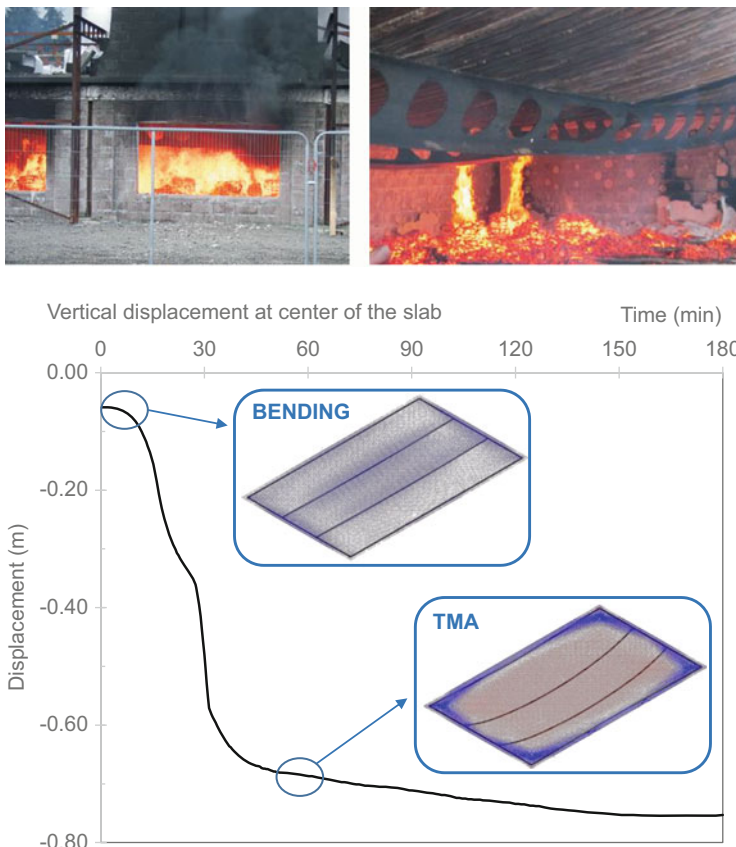 Vertical displacement at center of the slab
Time (min)
0 30 60 90 120 150 180
0.00
BENDING
-0.20
Displacement (m)
-0.40
TMA
-0.60
-0.80